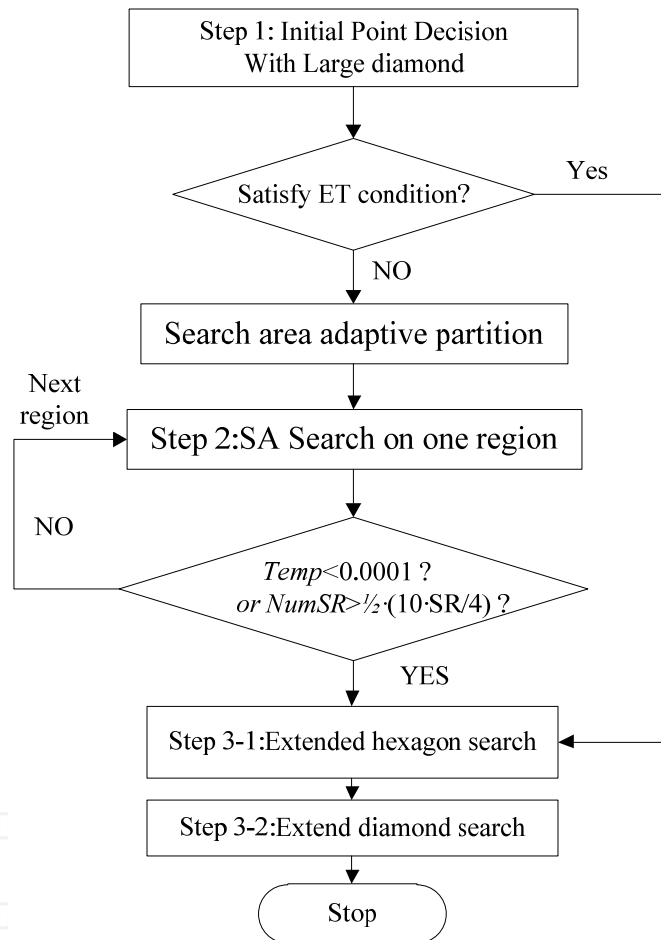 Step 1: Initial Point Decision
With Large diamond
Satisfy ET condition?
Yes
NO
Search area adaptive partition
Next
region
Step 2:SA Search on one region
NO
Temp<0.0001 ?
or NumSR>½·(10·SR/4) ?
YES
Step 3-1:Extended hexagon search
Step 3-2:Extend diamond search
Stop